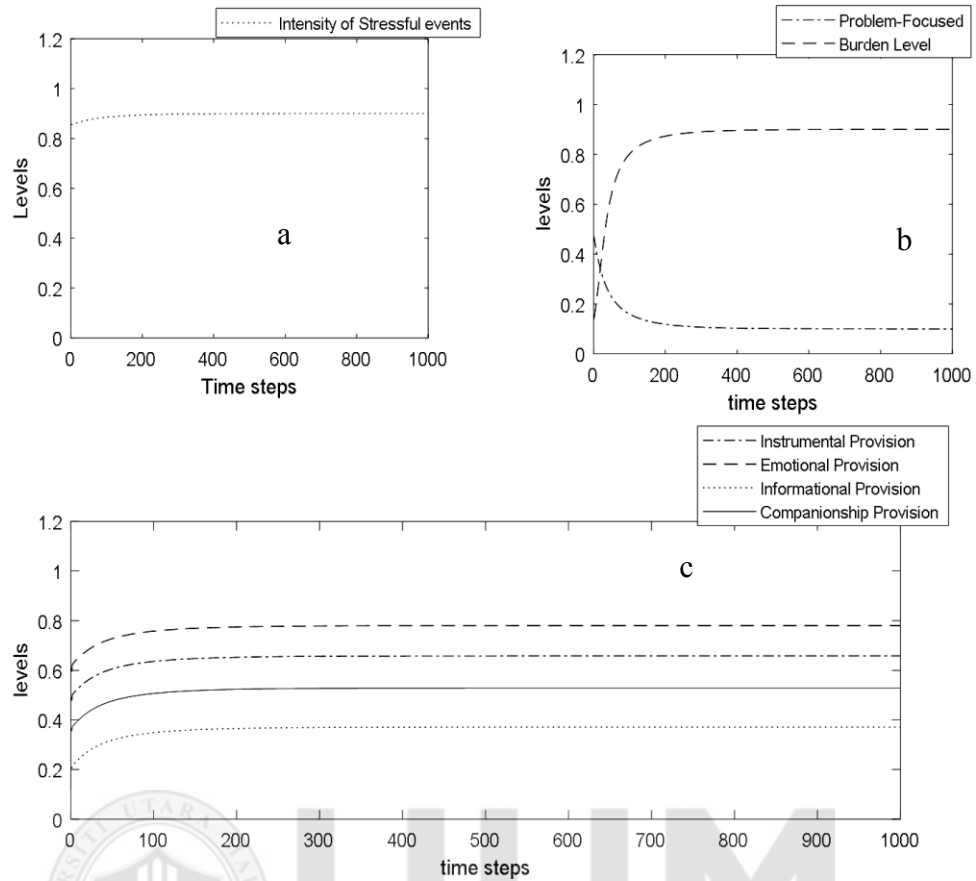 Intensity of Stressful events
1.2
1
0.8
0.6
0.4
0.2
0
Levels
a
0 200 400 600 800 1000
Time steps
Problem-Focused
Burden Level
1.2
1
0.8
0.6
0.4
0.2
0
levels
b
0 200 400 600 800 1000
time steps
Instrumental Provision
Emotional Provision
Informational Provision
Companionship Provision
1.2
1
0.8
0.6
0.4
0.2
0
levels
c
0 100 200 300 400 500 600 700 800 900 1000
time steps
UUM